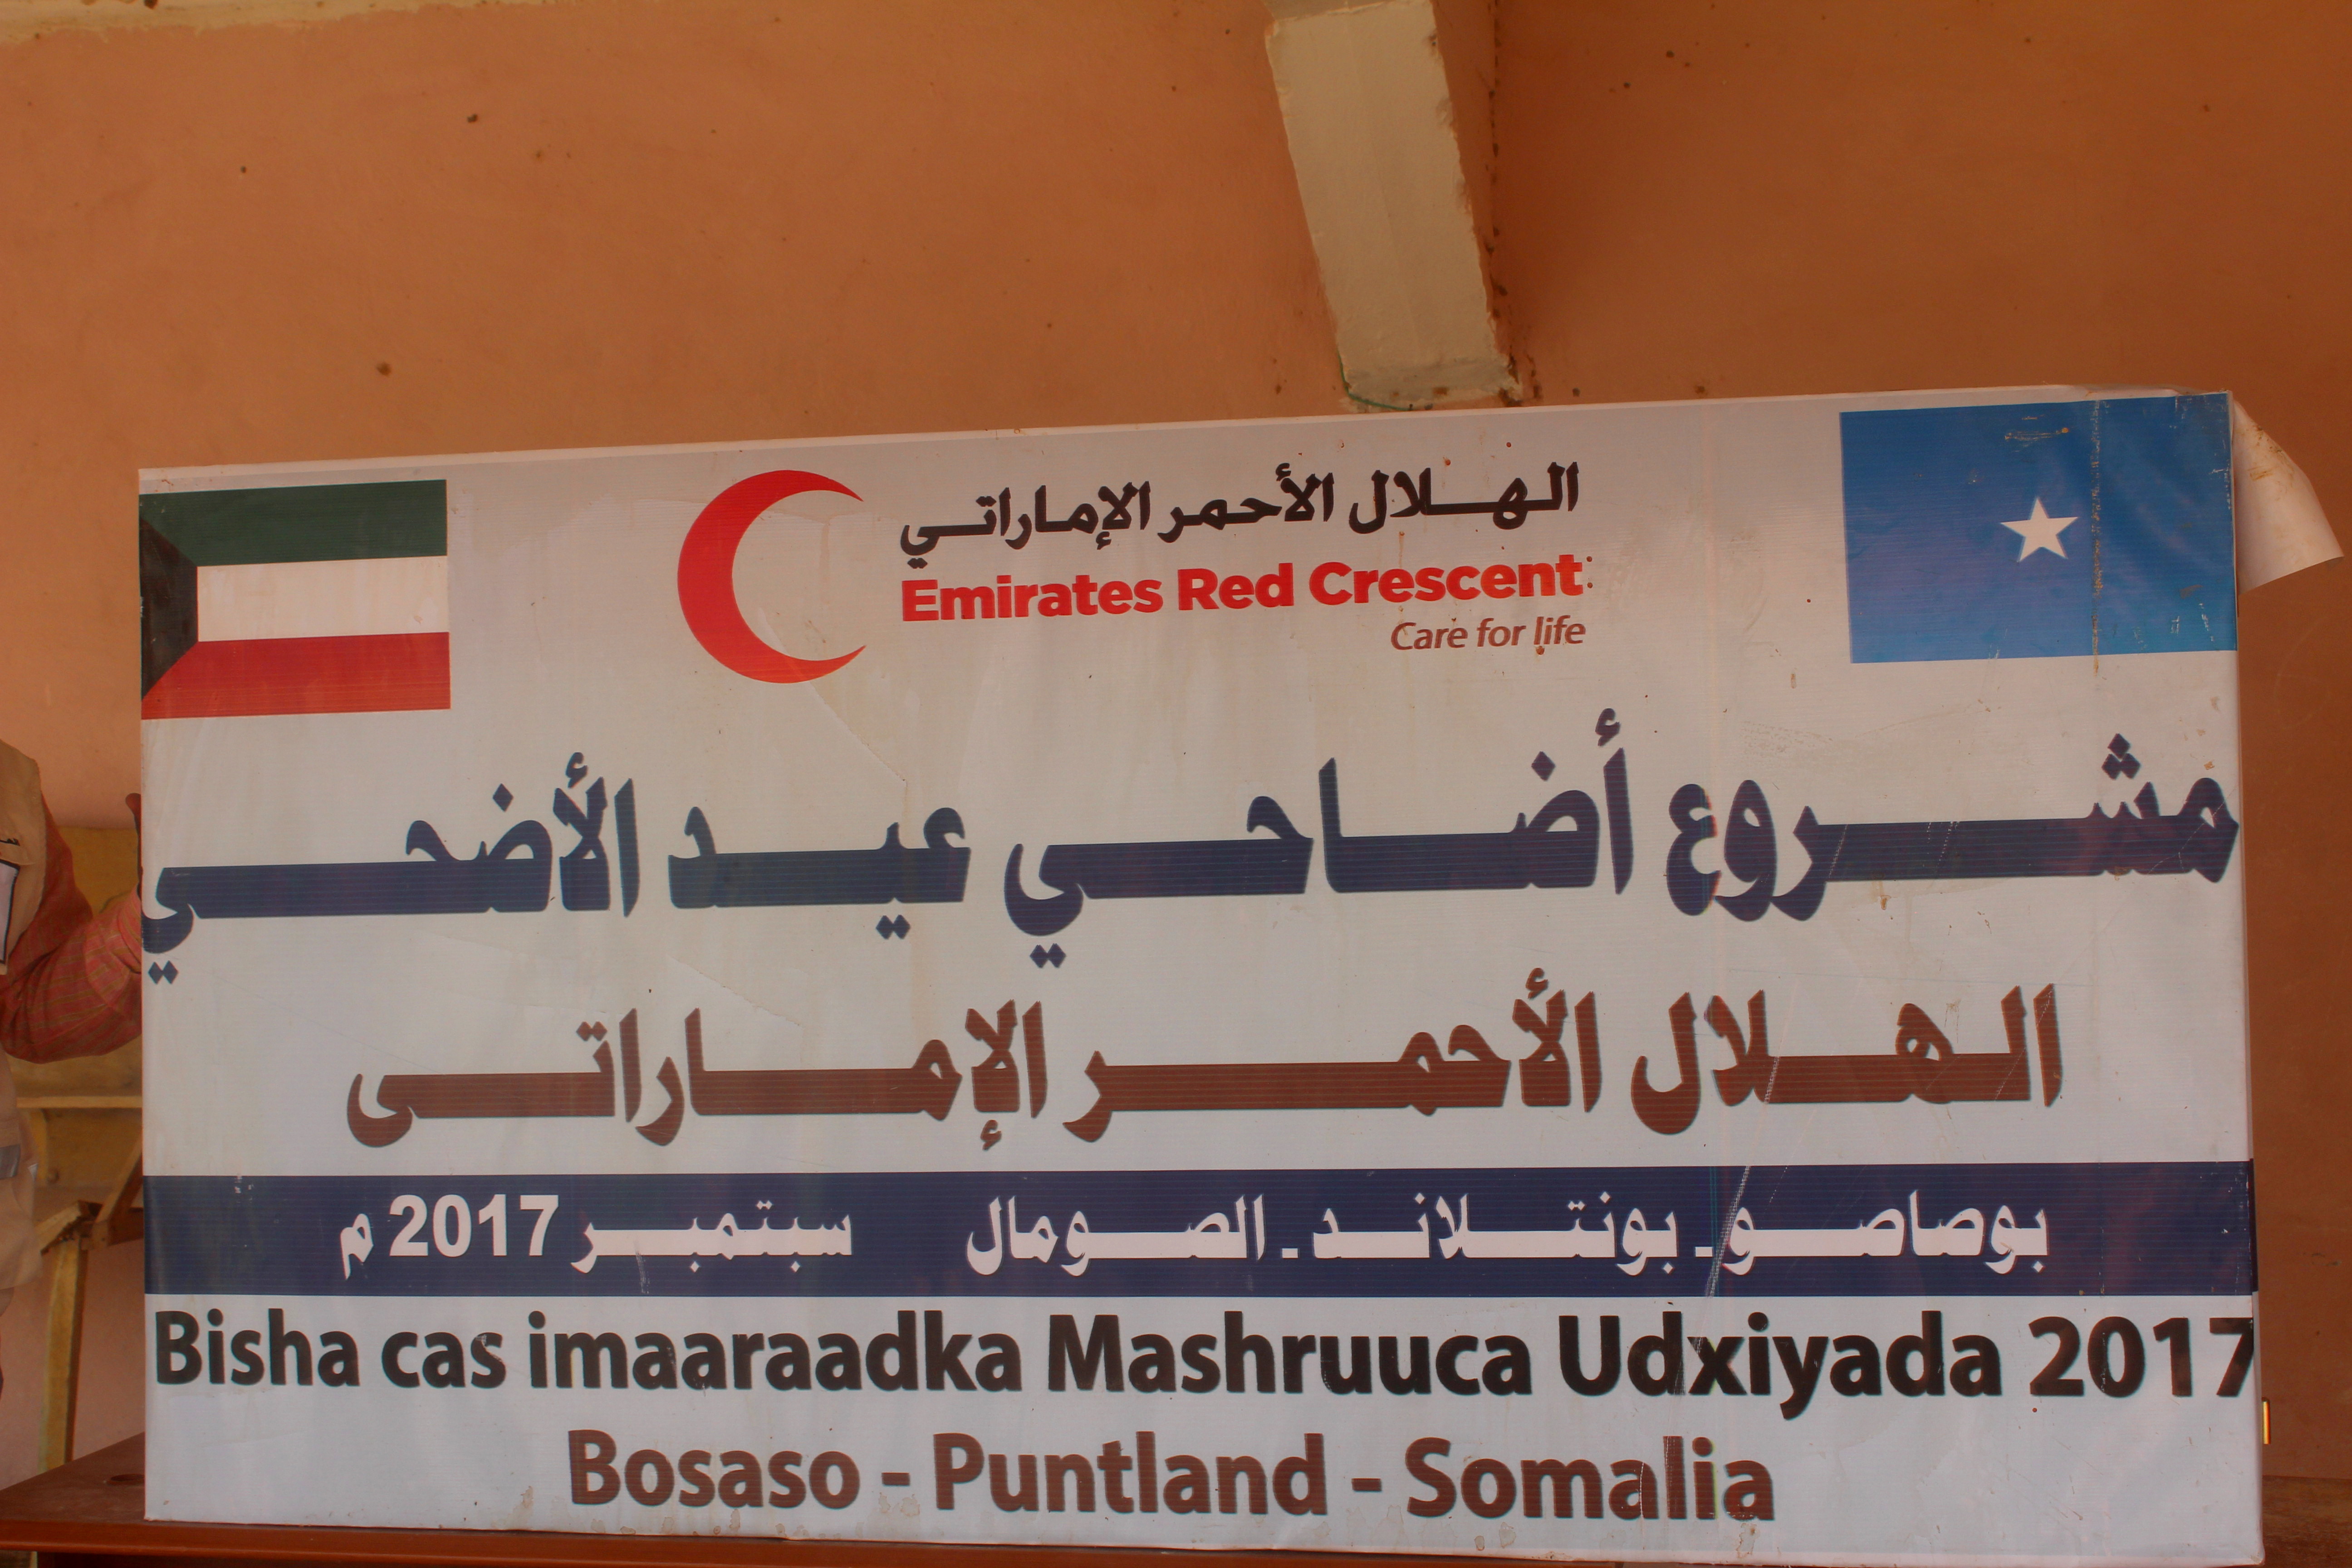 الهلال الأحمر الإماراتي
Emirates Red Crescent
Care for life
مشروع أضاحي عيد الأضحي
الهلال الأحمر الإماراتى
بوصاصو. بونتلاند. الصومال سبتمبر 2017 م
Bisha cas imaaraadka Mashruuca Udxiyada 2017
Bosaso - Puntland - Somalia